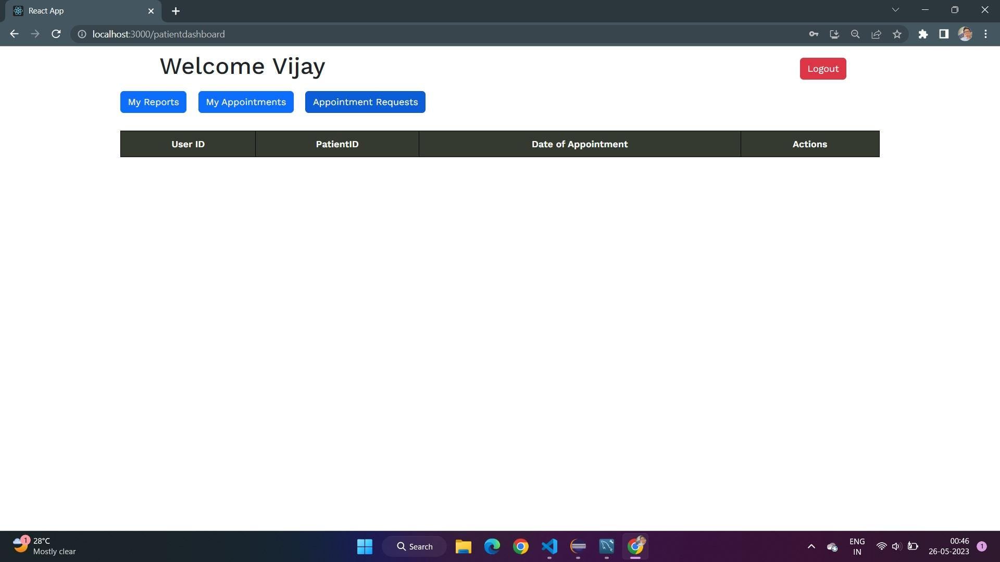 React App
localhost:3000/patientdashboard
Welcome Vijay
Logout
My Reports My Appointments Appointment Requests
User ID PatientID Date of Appointment Actions
1 28°C
Mostly clear
Search
ENG
IN
00:46
26-05-2023
1